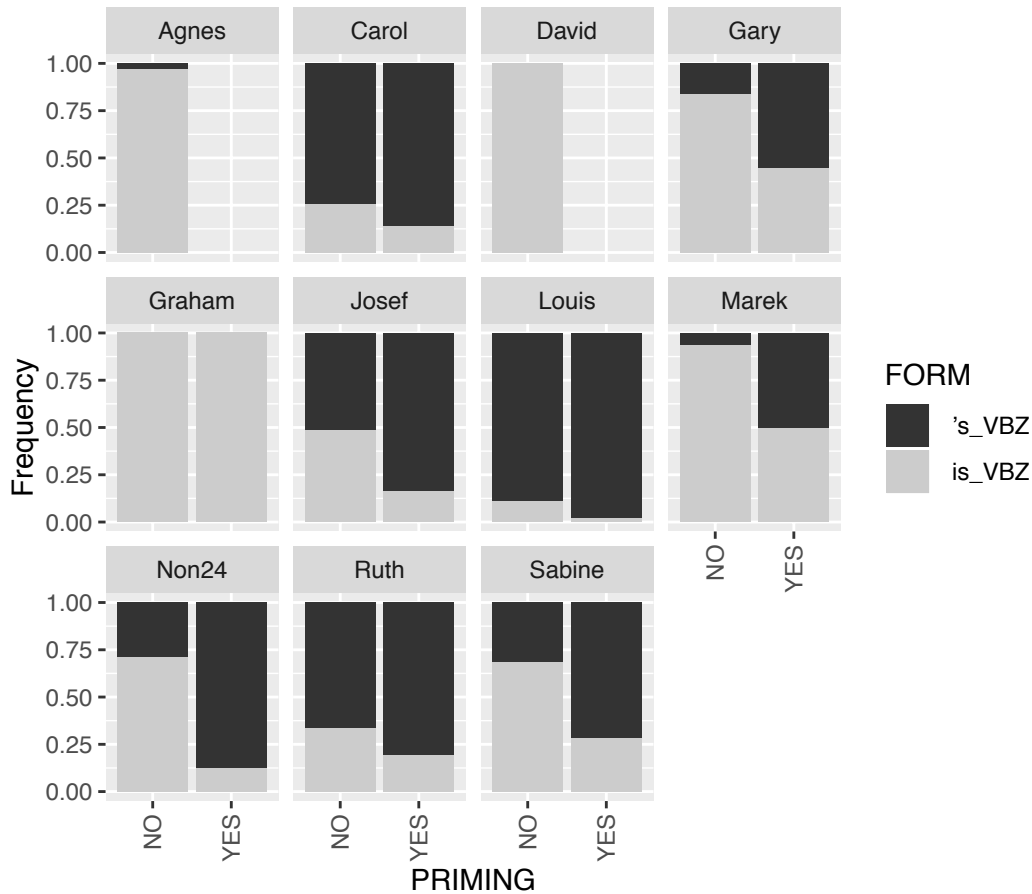 Agnes Carol David Gary
1.00
0.75
0.50
0.25
0.00
Graham Josef Louis Marek
1.00
0.75
0.50
0.25
0.00
NO YES
Non24 Ruth Sabine
1.00
0.75
0.50
0.25
0.00
NO YES NO YES NO YES
PRIMING
Frequency
FORM
's_VBZ
is_VBZ